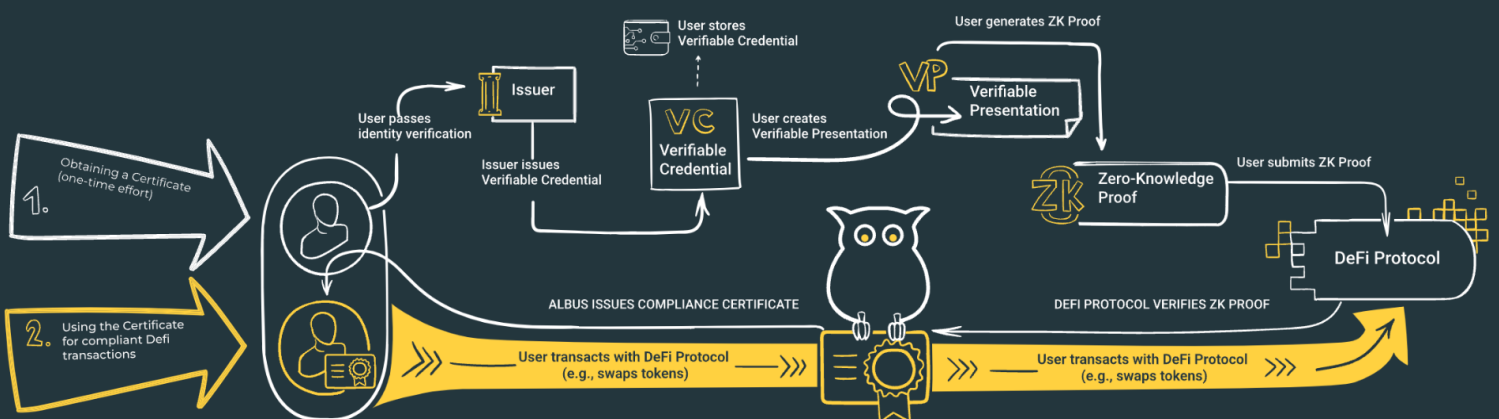 1.
Obtaining a Certificate
(one-time effort)
2.
Using the Certificate
for compliant Defi
transactions
User passes
identity verification
Issuer
Issuer issues
Verifiable Credential
User stores
Verifiable Credential
VC
Verifiable
Credential
User creates
Verifiable Presentation
VP
Verifiable
Presentation
User generates ZK Proof
ZK
Zero-Knowledge
Proof
User submits ZK Proof
DeFi Protocol
DEFI PROTOCOL VERIFIES ZK PROOF
ALBUS ISSUES COMPLIANCE CERTIFICATE
User transacts with DeFi Protocol
(e.g., swaps tokens)
User transacts with DeFi Protocol
(e.g., swaps tokens)